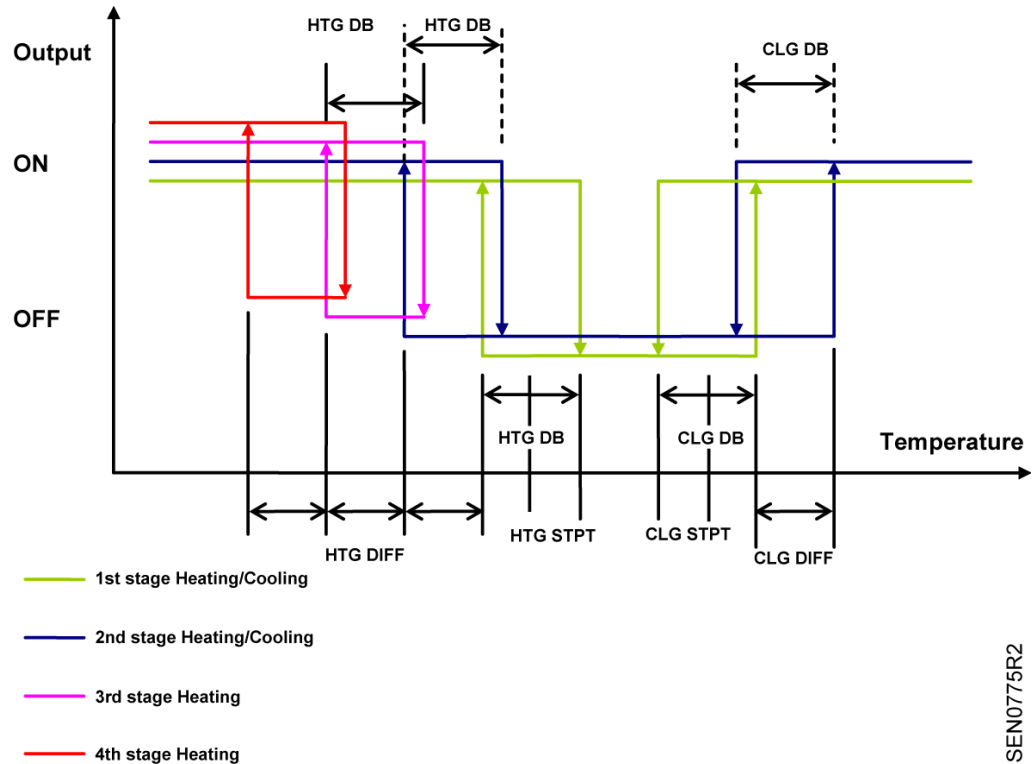 HTG DB
HTG DB
CLG DB
Output
ON
OFF
HTG DB
CLG DB
Temperature
HTG STPT
CLG STPT
HTG DIFF
CLG DIFF
1st stage Heating/Cooling
2nd stage Heating/Cooling
3rd stage Heating
4th stage Heating
SEN0775R2